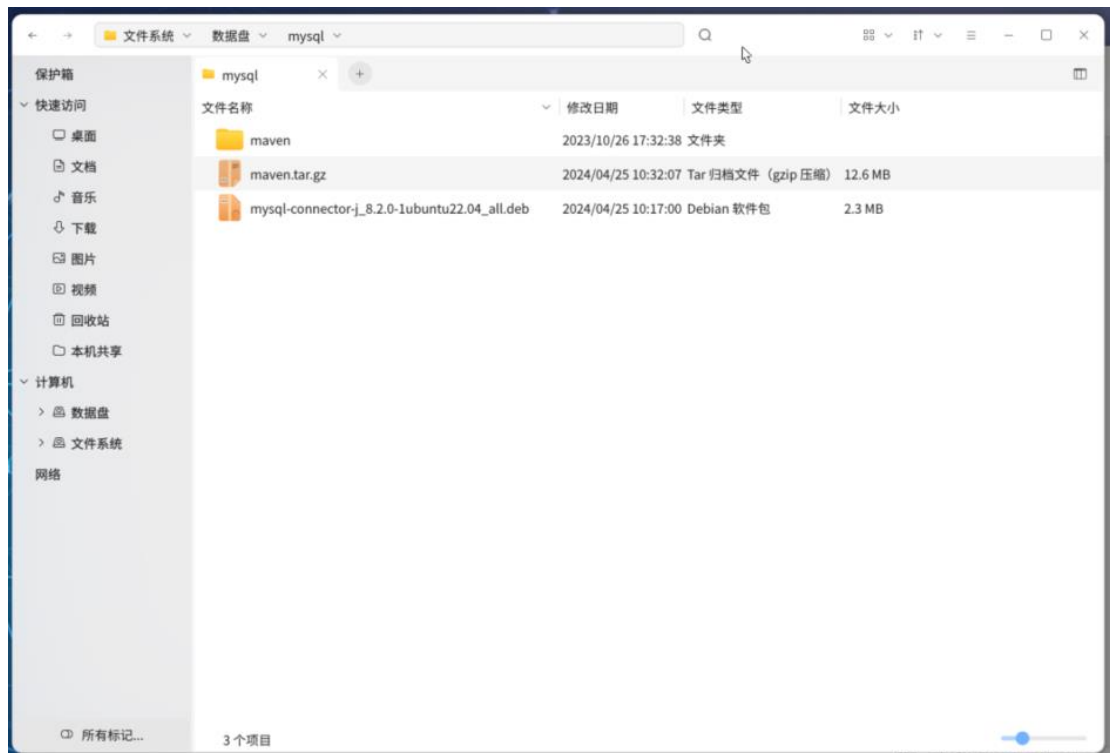 文件系统 数据盘 mysql
保护箱
快速访问
桌面
文档
音乐
下载
图片
视频
回收站
本机共享
计算机
数据盘
文件系统
网络
所有标记...
mysql
文件名称 修改日期 文件类型 文件大小
maven 2023/10/26 17:32:38 文件夹
maven.tar.gz 2024/04/25 10:32:07 Tar 归档文件（gzip 压缩） 12.6 MB
mysql-connector-j_8.2.0-1ubuntu22.04_all.deb 2024/04/25 10:17:00 Debian 软件包 2.3 MB
3 个项目